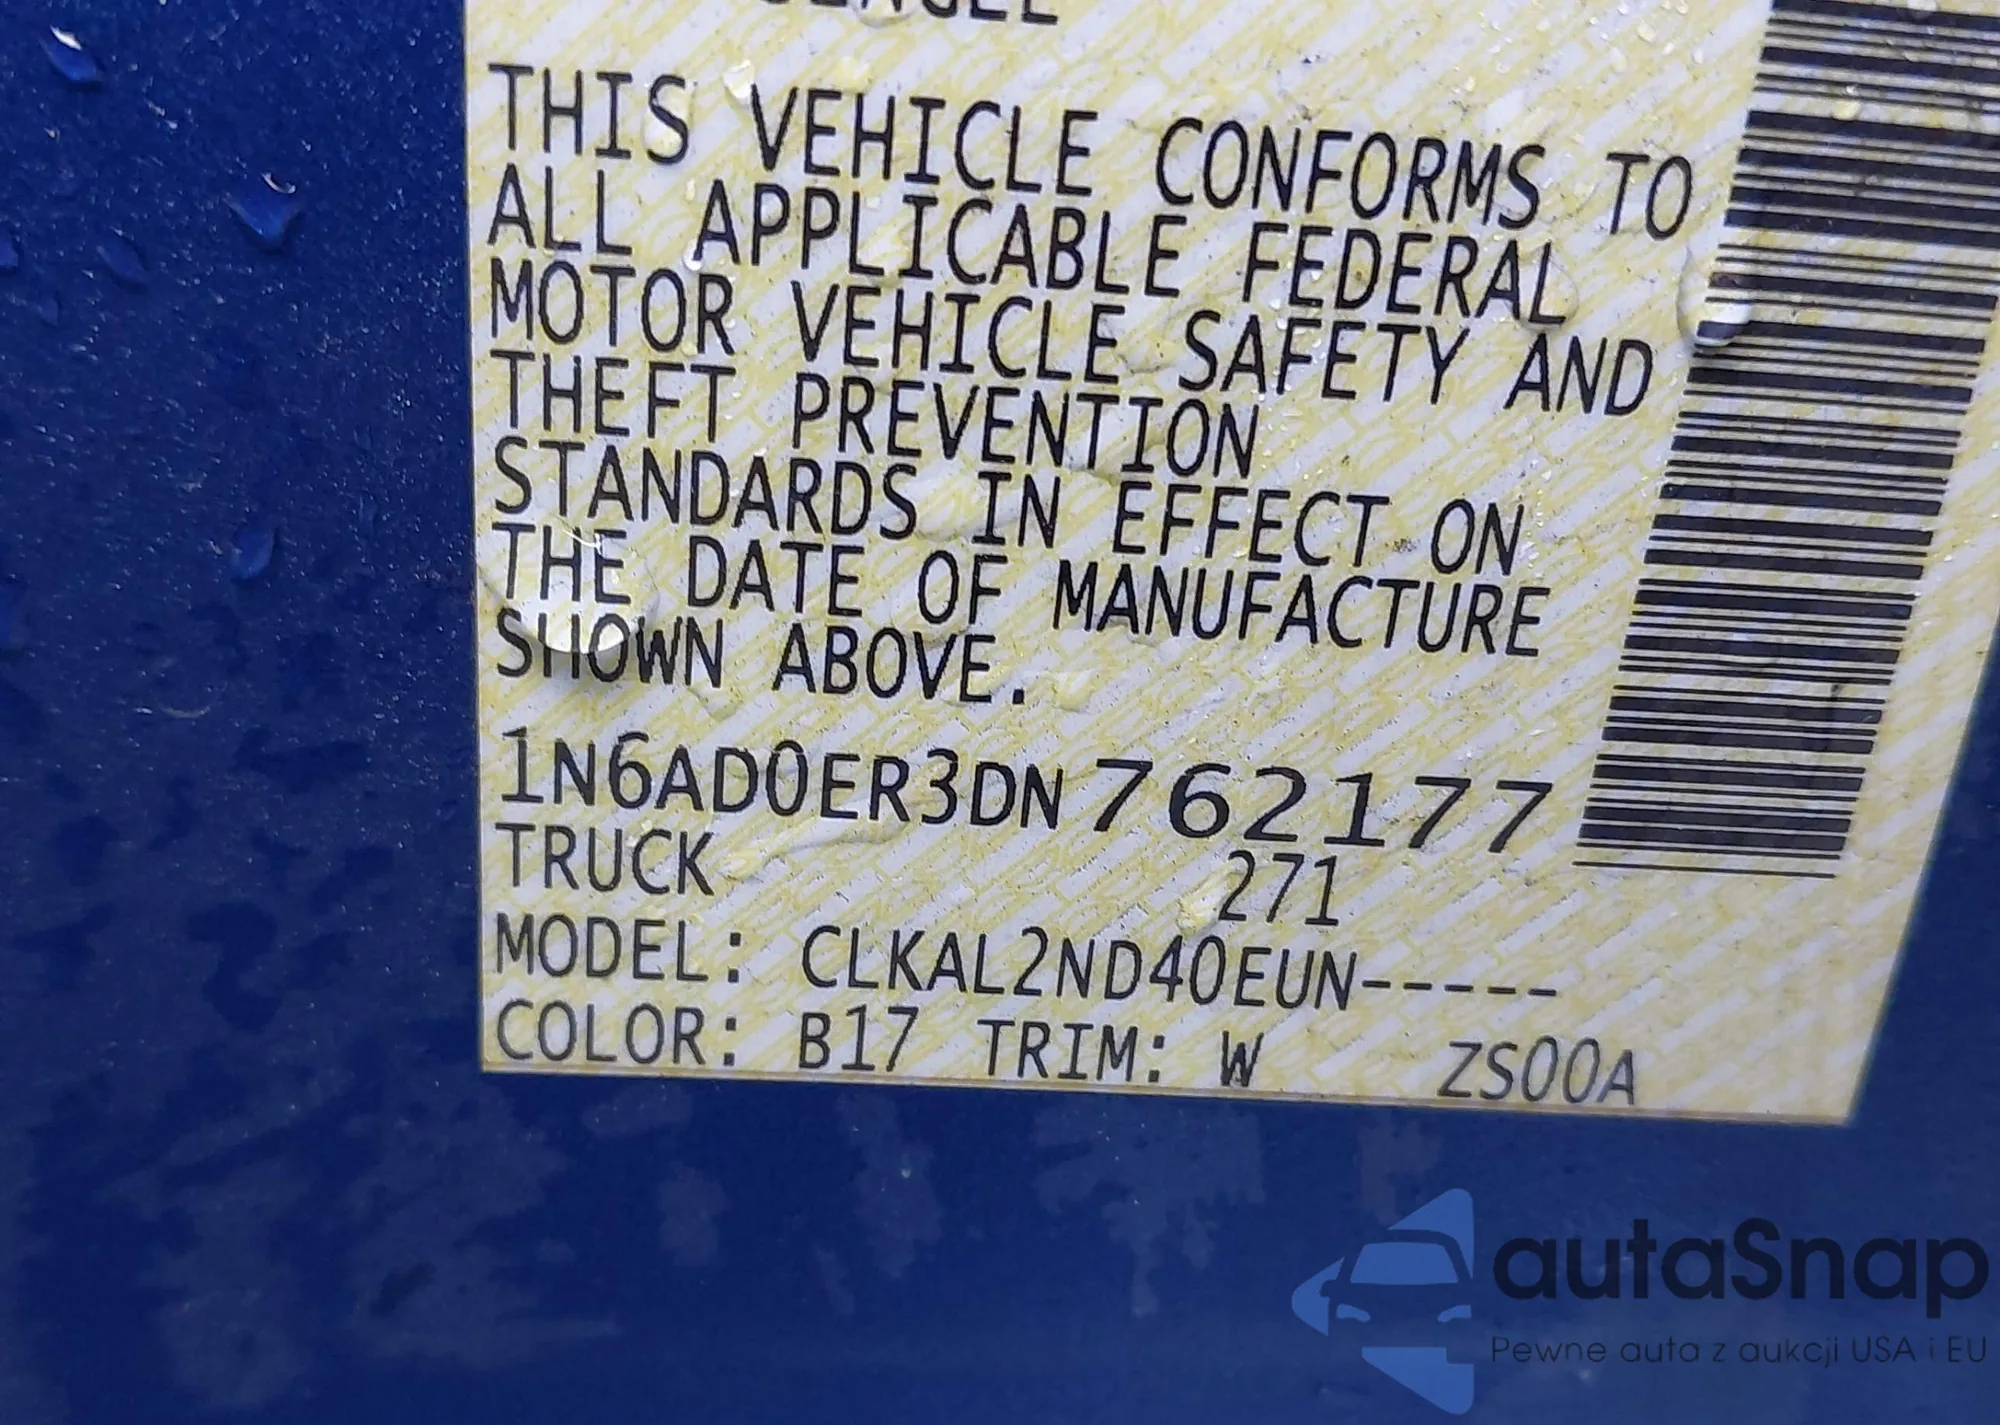 THIS VEHICLE CONFORMS TO
ALL APPLICABLE FEDERAL
MOTOR VEHICLE SAFETY AND
THEFT PREVENTION
STANDARDS IN EFFECT ON
THE DATE OF MANUFACTURE
SHOWN ABOVE.
1N6AD0ER3DN762177
TRUCK 271
MODEL: CLKAL2ND40EUN-----
COLOR: B17 TRIM: W ZS00A
autaSnap
Pewne auta z aukcji USA i EU